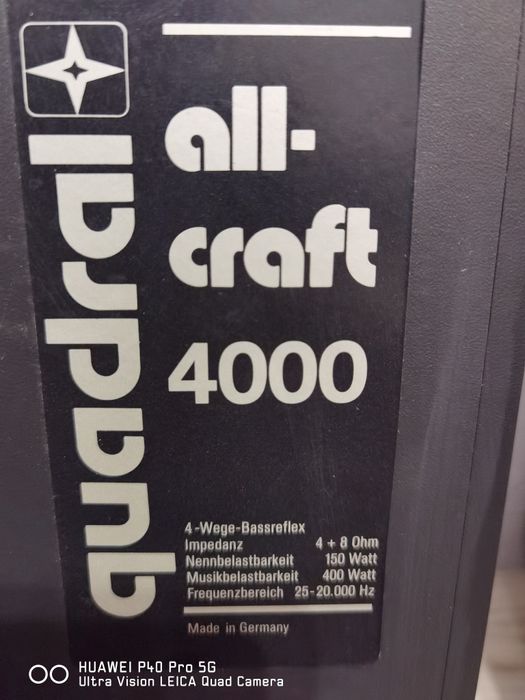 quadral
all-
craft
4000
4-Wege-Bassreflex
Impedanz 4 + 8 Ohm
Nennbelastbarkeit 150 Watt
Musikbelastbarkeit 400 Watt
Frequenzbereich 25-20.000 Hz
Made in Germany
HUAWEI P40 Pro 5G
Ultra Vision LEICA Quad Camera